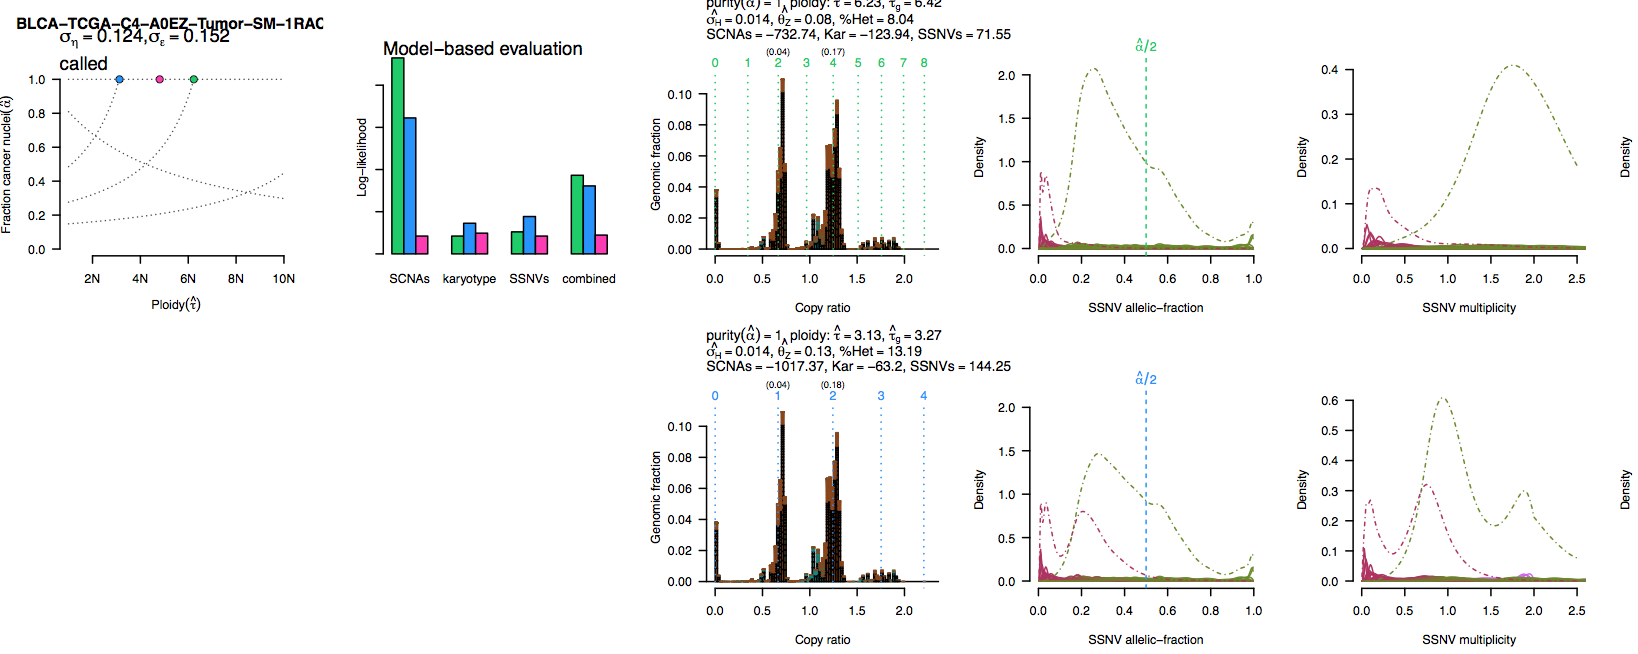 BLCA−TCGA−C4−A0EZ−Tumor−SM−1RAC
ση = 0.124,σε = 0.152
called
Fraction cancer nuclei(α̂)
1.0
0.8
0.6
0.4
0.2
0.0
2N 4N 6N 8N 10N
Ploidy(τ̂)
Model−based evaluation
Log−likelihood
SCNAs karyotype SSNVs combined
purity(α̂) = 1, ploidy: τ̂ = 6.23, τ̂g = 6.42
σ̂H = 0.014, θ̂Z = 0.08, %Het = 8.04
SCNAs = −732.74, Kar = −123.94, SSNVs = 71.55
(0.04) (0.17)
0 1 2 3 4 5 6 7 8
Genomic fraction
0.10
0.08
0.06
0.04
0.02
0.00
0.0 0.5 1.0 1.5 2.0
Copy ratio
α̂/2
Density
2.0
1.5
1.0
0.5
0.0
0.0 0.2 0.4 0.6 0.8 1.0
SSNV allelic−fraction
Density
0.4
0.3
0.2
0.1
0.0
0.0 0.5 1.0 1.5 2.0 2.5
SSNV multiplicity
Density
purity(α̂) = 1, ploidy: τ̂ = 3.13, τ̂g = 3.27
σ̂H = 0.014, θ̂Z = 0.13, %Het = 13.19
SCNAs = −1017.37, Kar = −63.2, SSNVs = 144.25
(0.04) (0.18)
0 1 2 3 4
Genomic fraction
0.10
0.08
0.06
0.04
0.02
0.00
0.0 0.5 1.0 1.5 2.0
Copy ratio
α̂/2
Density
2.0
1.5
1.0
0.5
0.0
0.0 0.2 0.4 0.6 0.8 1.0
SSNV allelic−fraction
Density
0.6
0.5
0.4
0.3
0.2
0.1
0.0
0.0 0.5 1.0 1.5 2.0 2.5
SSNV multiplicity
Density